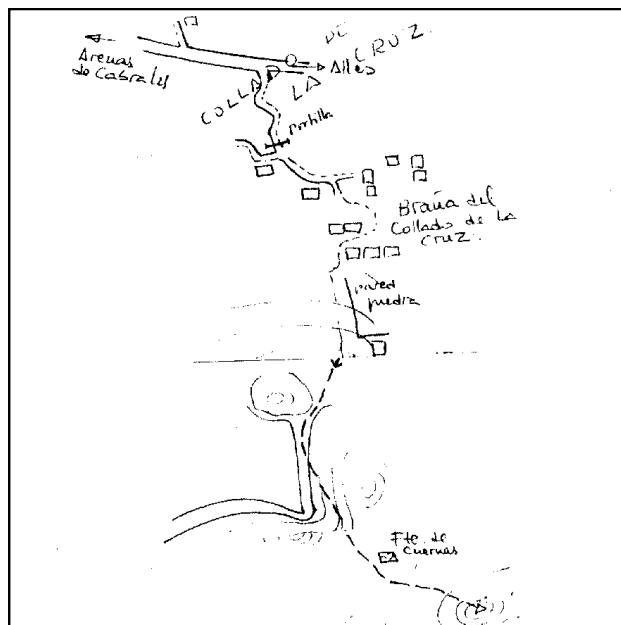 Arenas
de Cabrales
COLLADO DE
LA CRUZ
Alles
Portilla
Braña del
Collado de La
Cruz.
pared
piedra
Fte. de
Cuernas